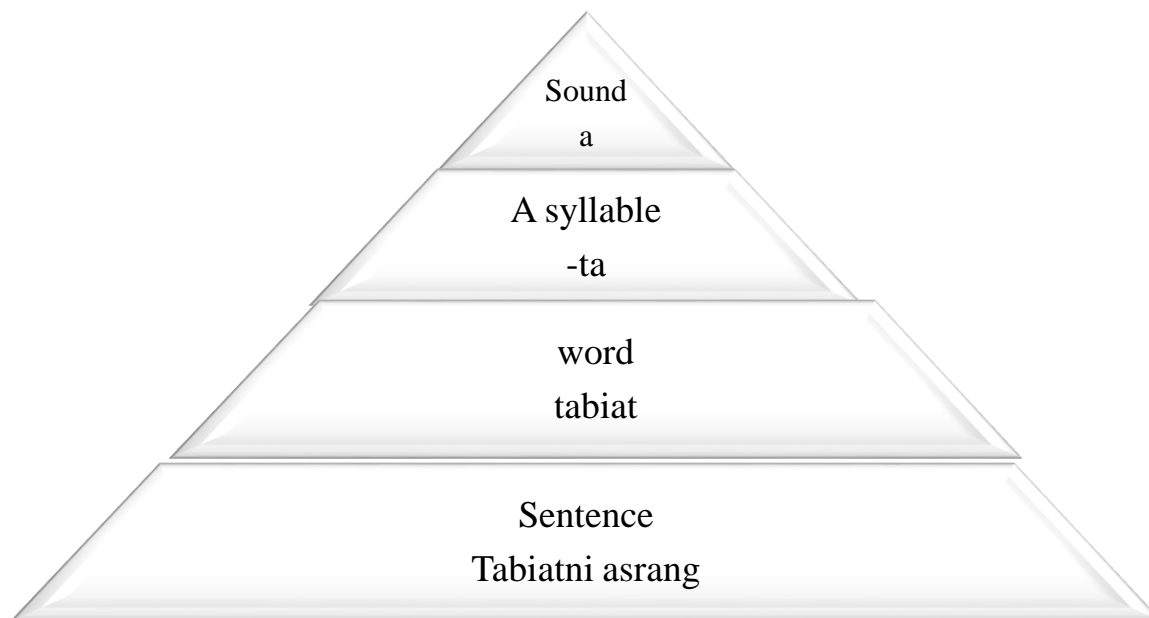 Sound
a
A syllable
-ta
word
tabiat
Sentence
Tabiatni asrang